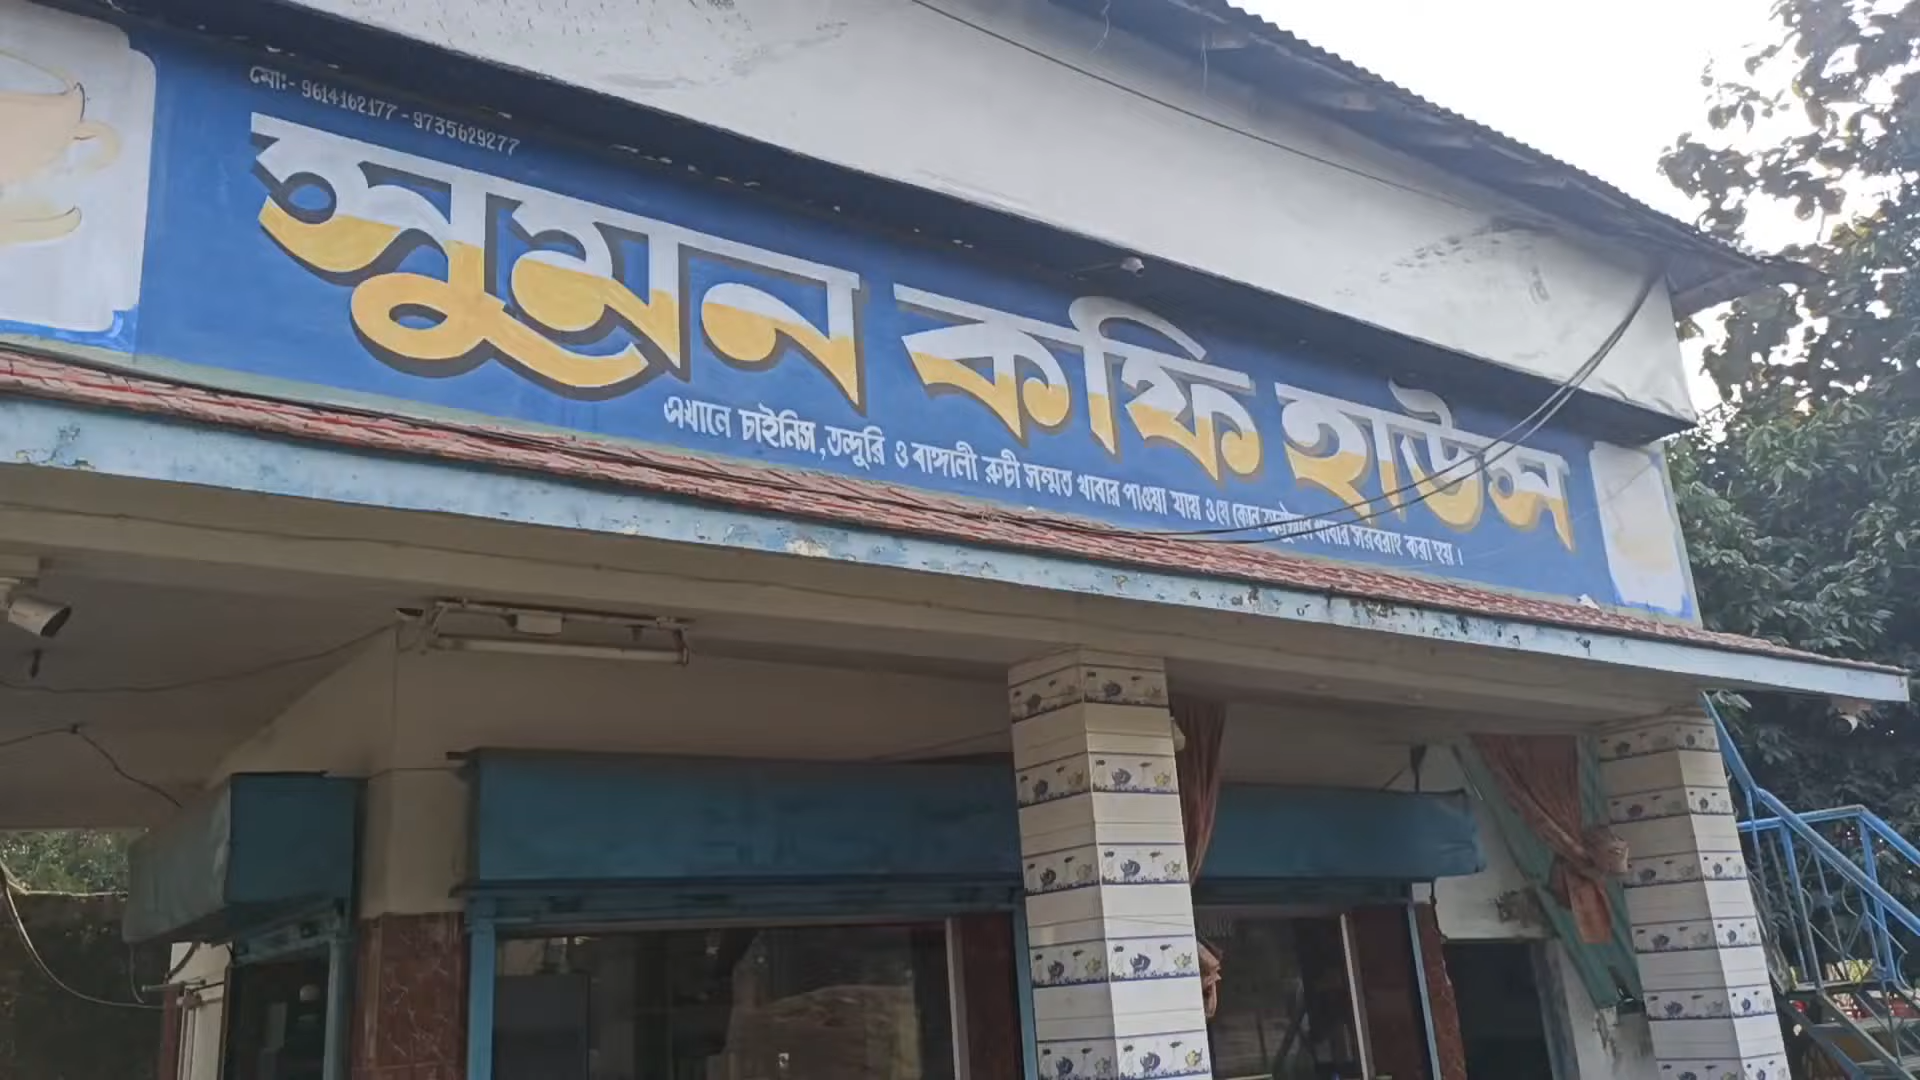 মোঃ- 9614162177 - 9735629277
সুমন কফি হাউস
এখানে চাইনিস, তন্দুরি ও বাঙ্গালী রুচী সম্মত খাবার পাওয়া যায় ও যে কোন খাবার সরবরাহ করা হয়।